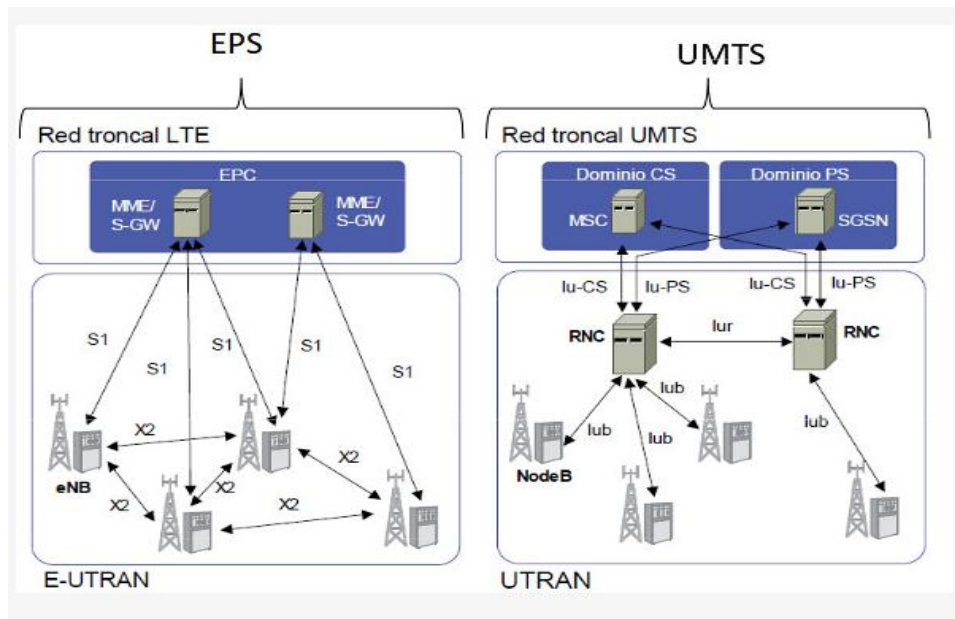 EPS
UMTS
Red troncal LTE
EPC
MME/
S-GW
MME/
S-GW
S1
S1
S1
S1
S1
X2
X2
X2
X2
X2
eNB
E-UTRAN
Red troncal UMTS
Dominio CS
Dominio PS
MSC
SGSN
Iu-CS
Iu-PS
Iu-CS
Iu-PS
RNC
Iur
RNC
Iub
Iub
Iub
Iub
NodeB
UTRAN